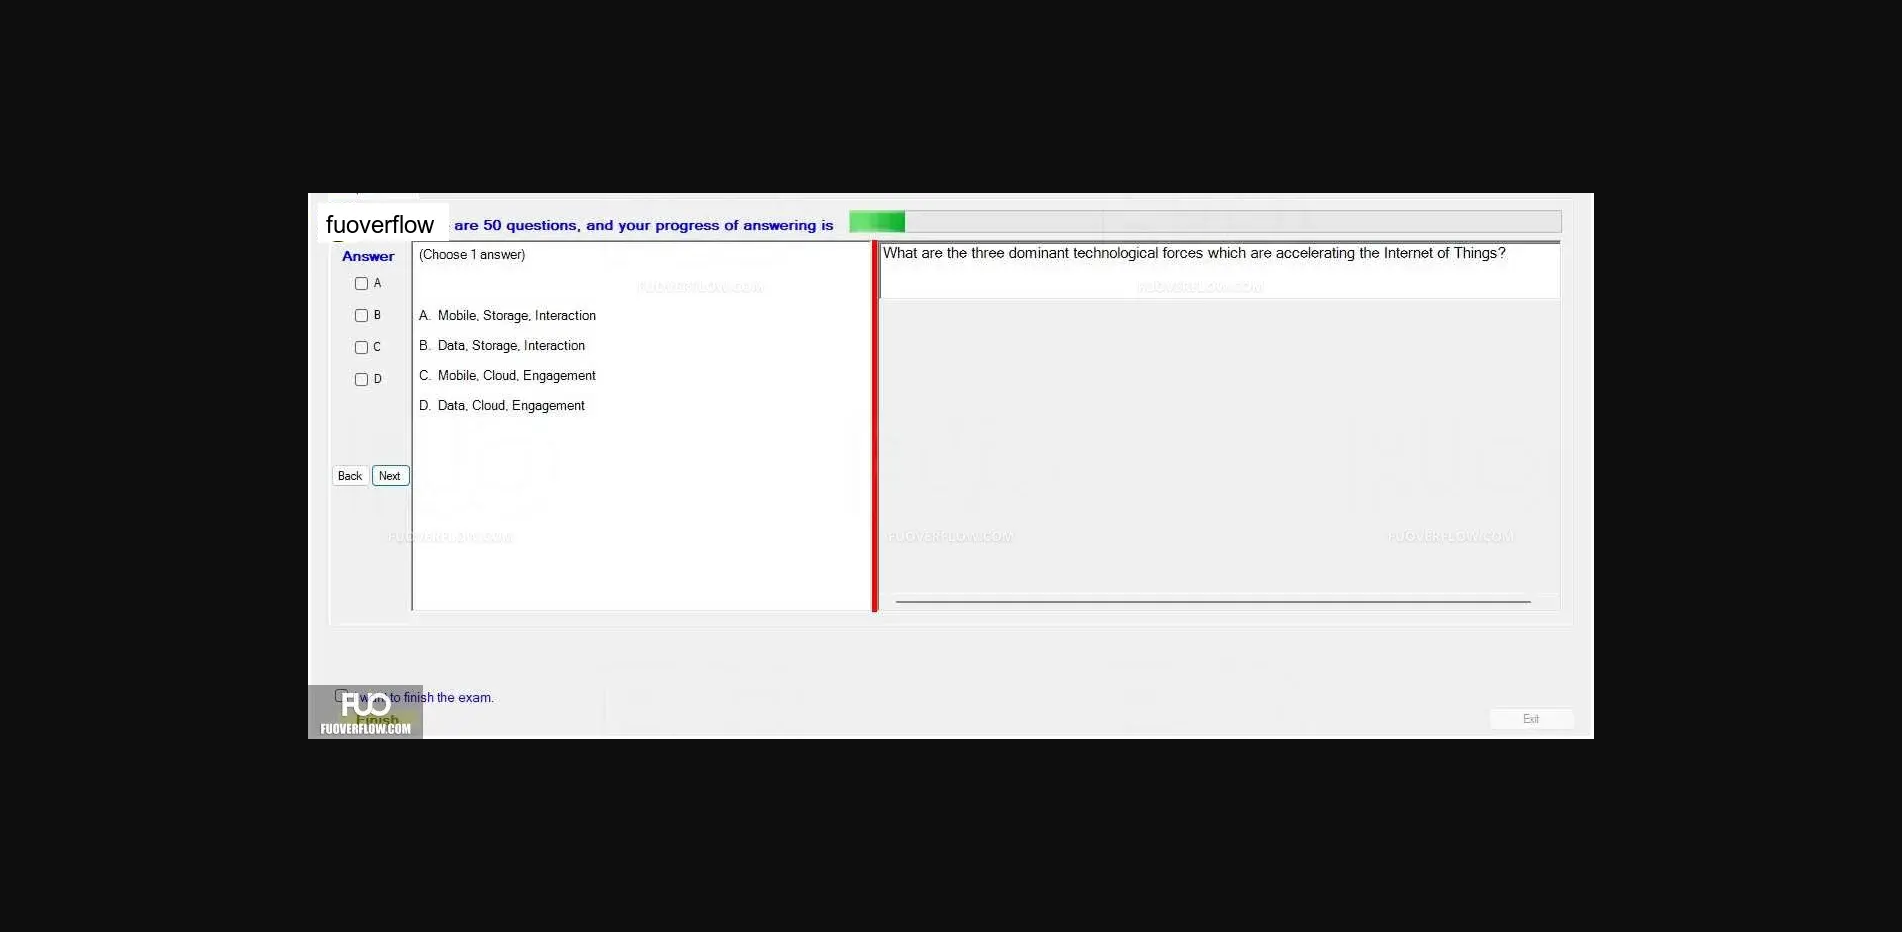 fuoverflow
are 50 questions, and your progress of answering is
Answer
(Choose 1 answer)
What are the three dominant technological forces which are accelerating the Internet of Things?
A
FUOVERFLOW.COM
FUOVERFLOW.COM
B
A. Mobile, Storage, Interaction
C
B. Data, Storage, Interaction
D
C. Mobile, Cloud, Engagement
D. Data, Cloud, Engagement
Back
Next
FUOVERFLOW.COM
FUOVERFLOW.COM
FUOVERFLOW.COM
I want to finish the exam.
FUO
Finish
FUOVERFLOW.COM
Exit